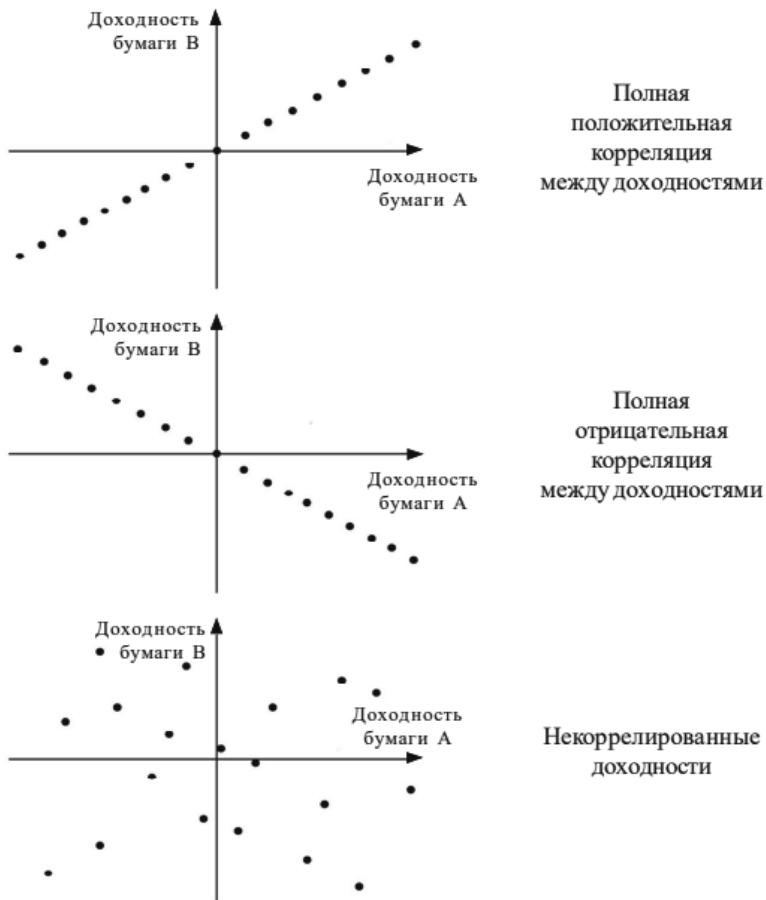 Доходность
бумаги В
Доходность
бумаги А
Полная
положительная
корреляция
между доходностями
Доходность
бумаги В
Доходность
бумаги А
Полная
отрицательная
корреляция
между доходностями
Доходность
бумаги В
Доходность
бумаги А
Некоррелированные
доходности